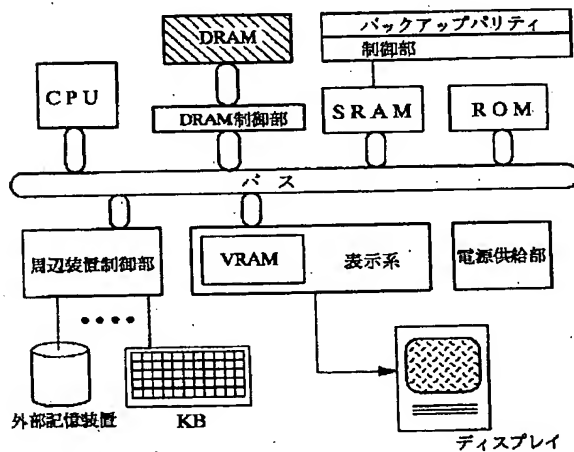 DRAM
バックアップパリティ
制御部
CPU
DRAM制御部
SRAM
ROM
バス
周辺装置制御部
VRAM
表示系
電源供給部
外部記憶装置
KB
ディスプレイ